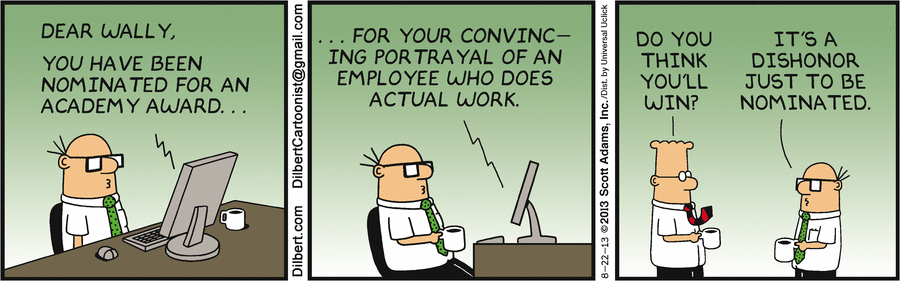 DEAR WALLY,
YOU HAVE BEEN
NOMINATED FOR AN
ACADEMY AWARD...
Dilbert.com DilbertCartoonist@gmail.com
...FOR YOUR CONVINC–
ING PORTRAYAL OF AN
EMPLOYEE WHO DOES
ACTUAL WORK.
8-22-13 ©2013 Scott Adams, Inc./Dist. by Universal Uclick
DO YOU
THINK
YOU'LL
WIN?
IT'S A
DISHONOR
JUST TO BE
NOMINATED.